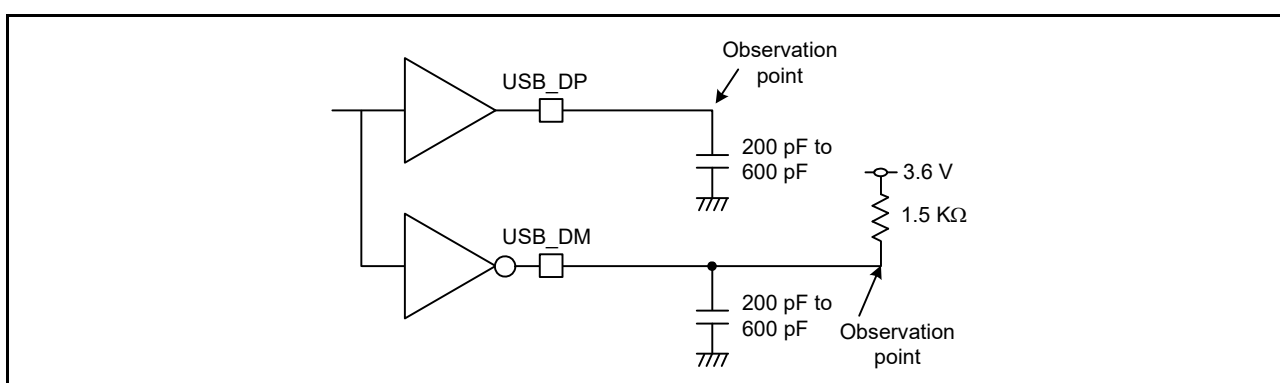 Observation
point
USB_DP
200 pF to
600 pF
3.6 V
1.5 KΩ
USB_DM
200 pF to
600 pF
Observation
point